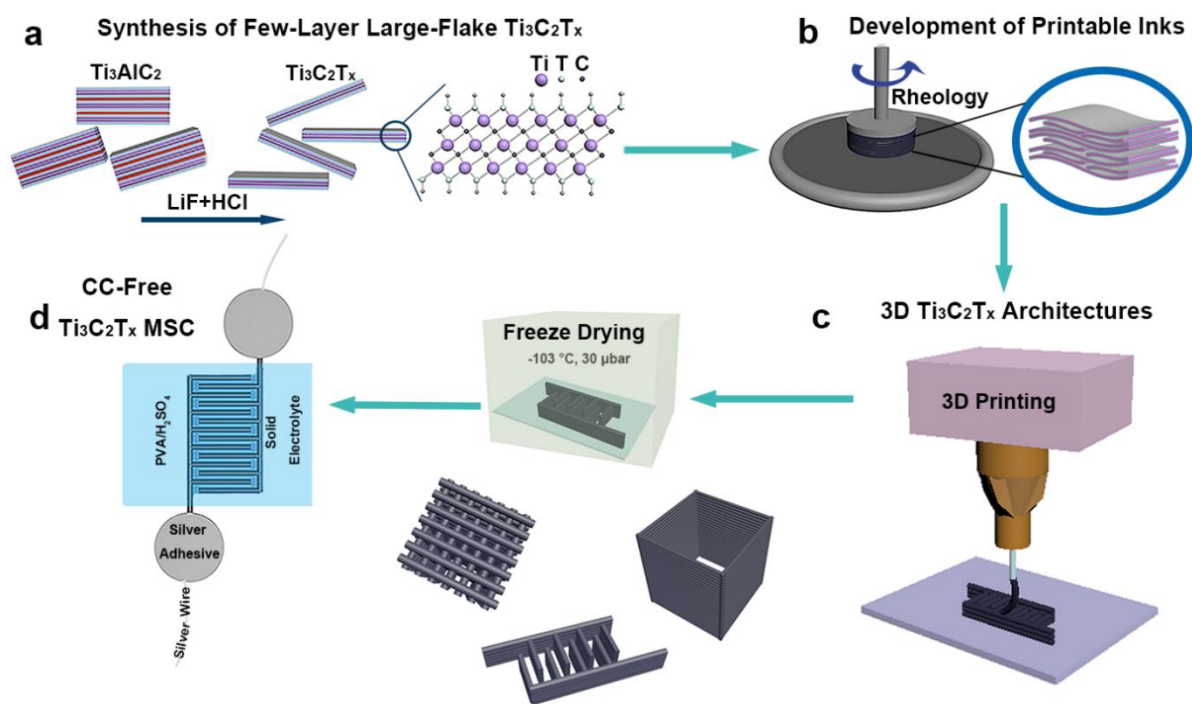 a
Synthesis of Few-Layer Large-Flake Ti₃C₂Tₓ
Ti₃AlC₂
Ti₃C₂Tₓ
Ti T C
LiF+HCl
b
Development of Printable Inks
Rheology
c
3D Ti₃C₂Tₓ Architectures
3D Printing
Freeze Drying
-103 °C, 30 µbar
d
CC-Free
Ti₃C₂Tₓ MSC
PVA/H₂SO₄
Solid
Electrolyte
Silver
Adhesive
Silver Wire